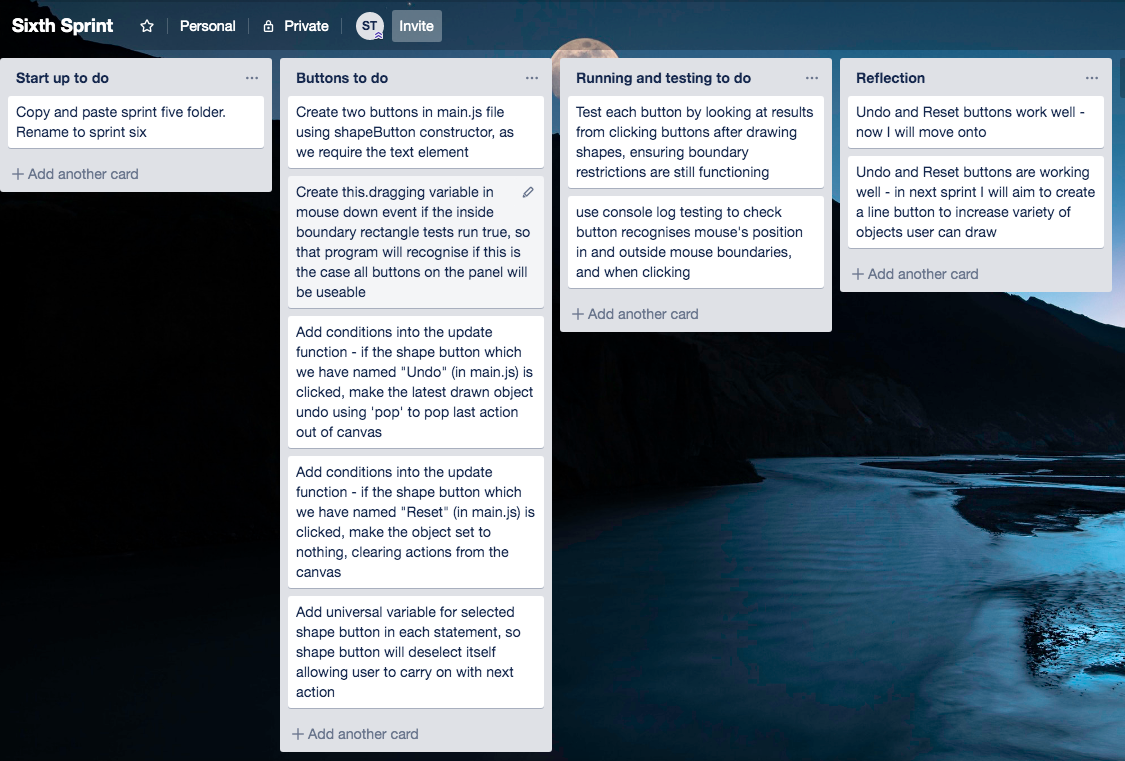 Sixth Sprint
Personal
Private
ST
Invite
Start up to do
Copy and paste sprint five folder.
Rename to sprint six
+ Add another card
Buttons to do
Create two buttons in main.js file
using shapeButton constructor, as
we require the text element
Create this.dragging variable in
mouse down event if the inside
boundary rectangle tests run true, so
that program will recognise if this is
the case all buttons on the panel will
be useable
Add conditions into the update
function - if the shape button which
we have named "Undo" (in main.js) is
clicked, make the latest drawn object
undo using 'pop' to pop last action
out of canvas
Add conditions into the update
function - if the shape button which
we have named "Reset" (in main.js) is
clicked, make the object set to
nothing, clearing actions from the
canvas
Add universal variable for selected
shape button in each statement, so
shape button will deselect itself
allowing user to carry on with next
action
+ Add another card
Running and testing to do
Test each button by looking at results
from clicking buttons after drawing
shapes, ensuring boundary
restrictions are still functioning
use console log testing to check
button recognises mouse's position
in and outside mouse boundaries,
and when clicking
+ Add another card
Reflection
Undo and Reset buttons work well -
now I will move onto
Undo and Reset buttons are working
well - in next sprint I will aim to create
a line button to increase variety of
objects user can draw
+ Add another card